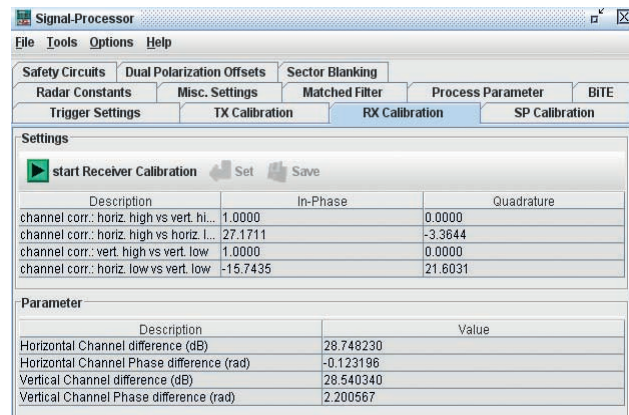 Signal-Processor
File Tools Options Help
Safety Circuits Dual Polarization Offsets Sector Blanking
Radar Constants Misc. Settings Matched Filter Process Parameter BiTE
Trigger Settings TX Calibration RX Calibration SP Calibration
Settings
start Receiver Calibration Set Save
Description In-Phase Quadrature
channel corr.: horiz. high vs vert. hi... 1.0000 0.0000
channel corr.: horiz. high vs horiz. l... 27.1711 -3.3644
channel corr.: vert. high vs vert. low 1.0000 0.0000
channel corr.: horiz. low vs vert. low -15.7435 21.6031
Parameter
Description Value
Horizontal Channel difference (dB) 28.748230
Horizontal Channel Phase difference (rad) -0.123196
Vertical Channel difference (dB) 28.540340
Vertical Channel Phase difference (rad) 2.200567